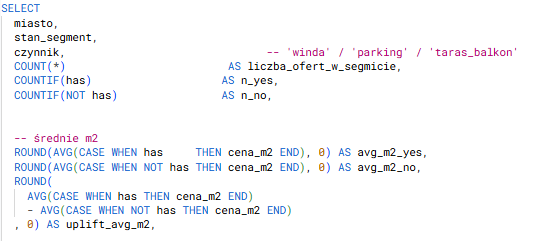 SELECT
  miasto,
  stan_segment,
  czynnik,                              -- 'winda' / 'parking' / 'taras_balkon'
  COUNT(*)                        AS liczba_ofert_w_segmicie,
  COUNTIF(has)                    AS n_yes,
  COUNTIF(NOT has)                AS n_no,
  -- średnie m2
  ROUND(AVG(CASE WHEN has     THEN cena_m2 END), 0) AS avg_m2_yes,
  ROUND(AVG(CASE WHEN NOT has THEN cena_m2 END), 0) AS avg_m2_no,
  ROUND(
    AVG(CASE WHEN has THEN cena_m2 END)
    - AVG(CASE WHEN NOT has THEN cena_m2 END)
  , 0) AS uplift_avg_m2,